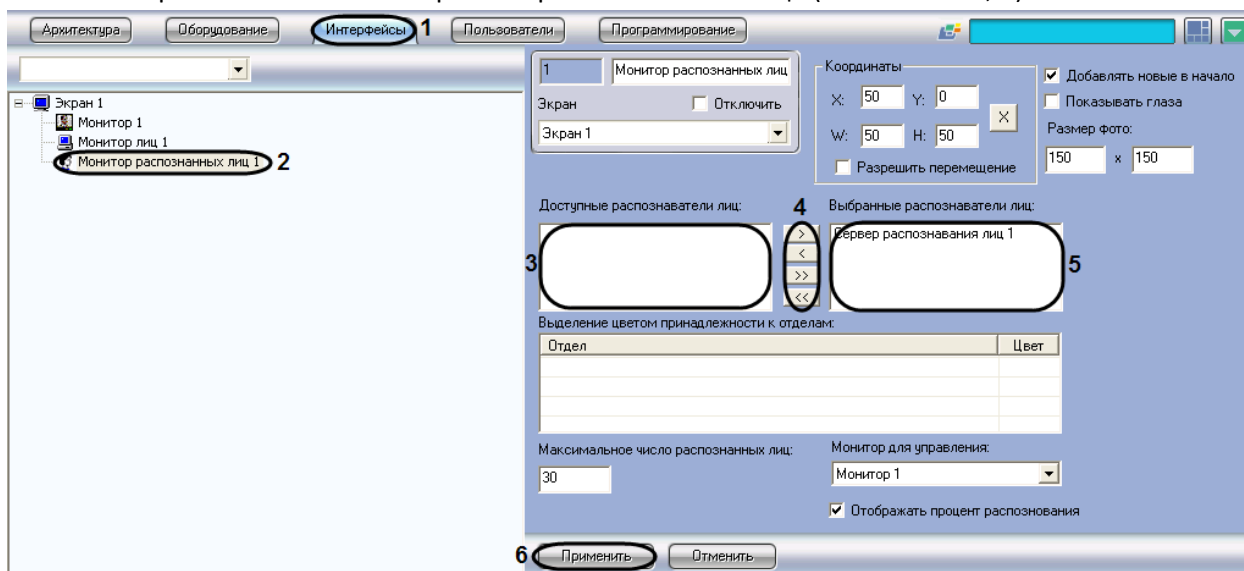 Архитектура Оборудование Интерфейсы 1 Пользователи Программирование
Экран 1
Монитор 1
Монитор лиц 1
Монитор распознанных лиц 1 2
1 Монитор распознанных лиц
Экран Отключить
Экран 1
Координаты
X: 50 Y: 0
X
W: 50 H: 50
Разрешить перемещение
Добавлять новые в начало
Показывать глаза
Размер фото:
150 x 150
Доступные распознаватели лиц: 4 Выбранные распознаватели лиц:
3 > Сервер распознавания лиц 1
<
>> 5
<<
Выделение цветом принадлежности к отделам:
Отдел Цвет
Максимальное число распознанных лиц: Монитор для управления:
30 Монитор 1
Отображать процент распознования
6 Применить Отменить